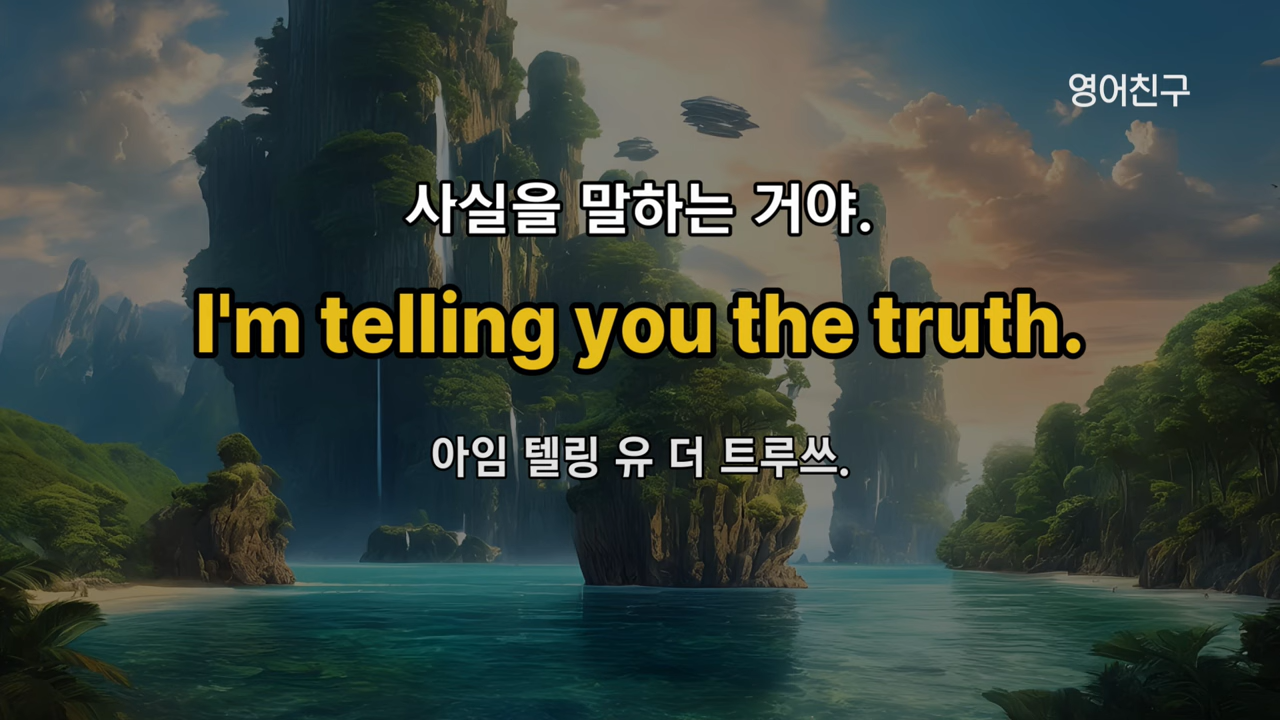 영어친구
사실을 말하는 거야.
I'm telling you the truth.
아임 텔링 유 더 트루쓰.